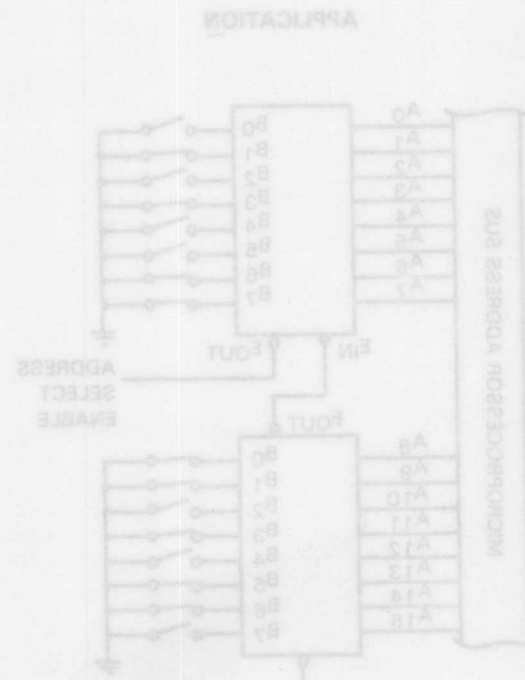 APPLICATION
A0
A1
A2
A3
A4
A5
A6
A7
B0
B1
B2
B3
B4
B5
B6
B7
EIN
EOUT
ADDRESS
SELECT
ENABLE
MICROPROCESSOR ADDRESS BUS
EOUT
A8
A9
A10
A11
A12
A13
A14
A15
B0
B1
B2
B3
B4
B5
B6
B7